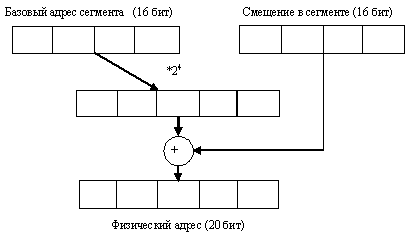 Базовый адрес сегмента (16 бит)
Смещение в сегменте (16 бит)
*2⁴
+
Физический адрес (20 бит)